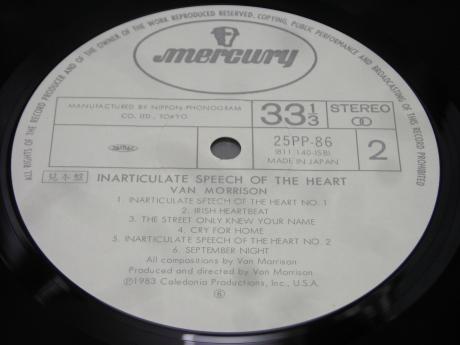 ALL RIGHTS OF THE RECORD PRODUCER AND OF THE OWNER OF THE WORK REPRODUCED RESERVED. COPYING, PUBLIC PERFORMANCE AND BROADCASTING OF THIS RECORD PROHIBITED
mercury
MANUFACTURED BY NIPPON PHONOGRAM
CO. LTD., TOKYO
33 1/3
STEREO
25PP-86
(811 140-1SB)
MADE IN JAPAN
2
見本盤
INARTICULATE SPEECH OF THE HEART
VAN MORRISON
1. INARTICULATE SPEECH OF THE HEART NO. 1
2. IRISH HEARTBEAT
3. THE STREET ONLY KNEW YOUR NAME
4. CRY FOR HOME
5. INARTICULATE SPEECH OF THE HEART NO. 2
6. SEPTEMBER NIGHT
All compositions by Van Morrison
Produced and directed by Van Morrison
Ⓟ1983 Caledonia Productions, Inc., U.S.A.